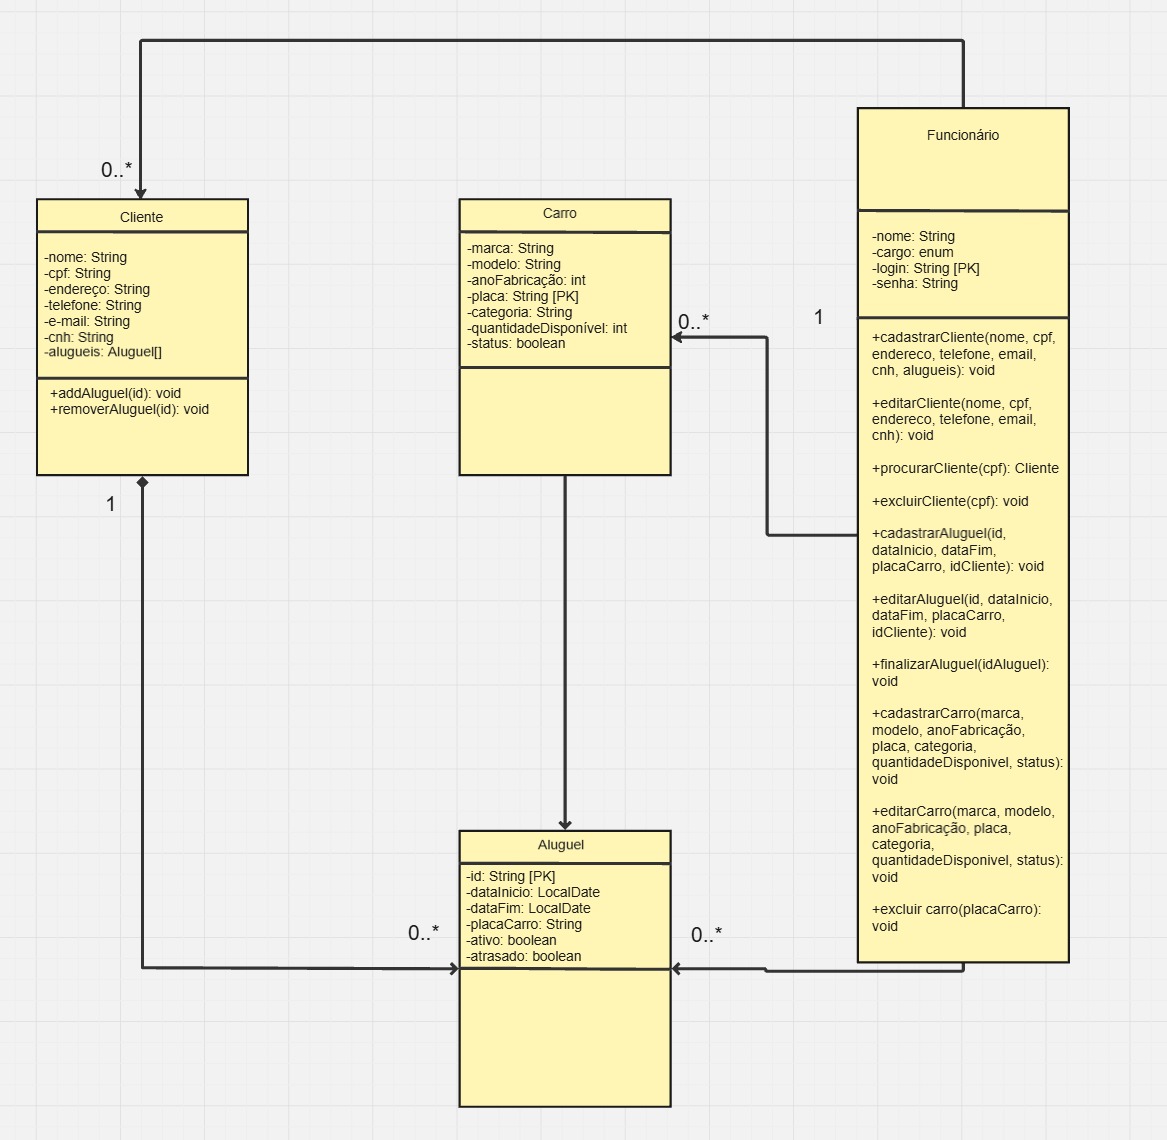 0..*
Cliente
-nome: String
-cpf: String
-endereço: String
-telefone: String
-e-mail: String
-cnh: String
-alugueis: Aluguel[]
+addAluguel(id): void
+removerAluguel(id): void
1
Carro
-marca: String
-modelo: String
-anoFabricação: int
-placa: String [PK]
-categoria: String
-quantidadeDisponível: int
-status: boolean
0..*
1
Funcionário
-nome: String
-cargo: enum
-login: String [PK]
-senha: String
+cadastrarCliente(nome, cpf,
endereco, telefone, email,
cnh, alugueis): void
+editarCliente(nome, cpf,
endereco, telefone, email,
cnh): void
+procurarCliente(cpf): Cliente
+excluirCliente(cpf): void
+cadastrarAluguel(id,
dataInicio, dataFim,
placaCarro, idCliente): void
+editarAluguel(id, dataInicio,
dataFim, placaCarro,
idCliente): void
+finalizarAluguel(idAluguel):
void
+cadastrarCarro(marca,
modelo, anoFabricação,
placa, categoria,
quantidadeDisponivel, status):
void
+editarCarro(marca, modelo,
anoFabricação, placa,
categoria,
quantidadeDisponivel, status):
void
+excluir carro(placaCarro):
void
Aluguel
-id: String [PK]
-dataInicio: LocalDate
-dataFim: LocalDate
-placaCarro: String
-ativo: boolean
-atrasado: boolean
0..*
0..*